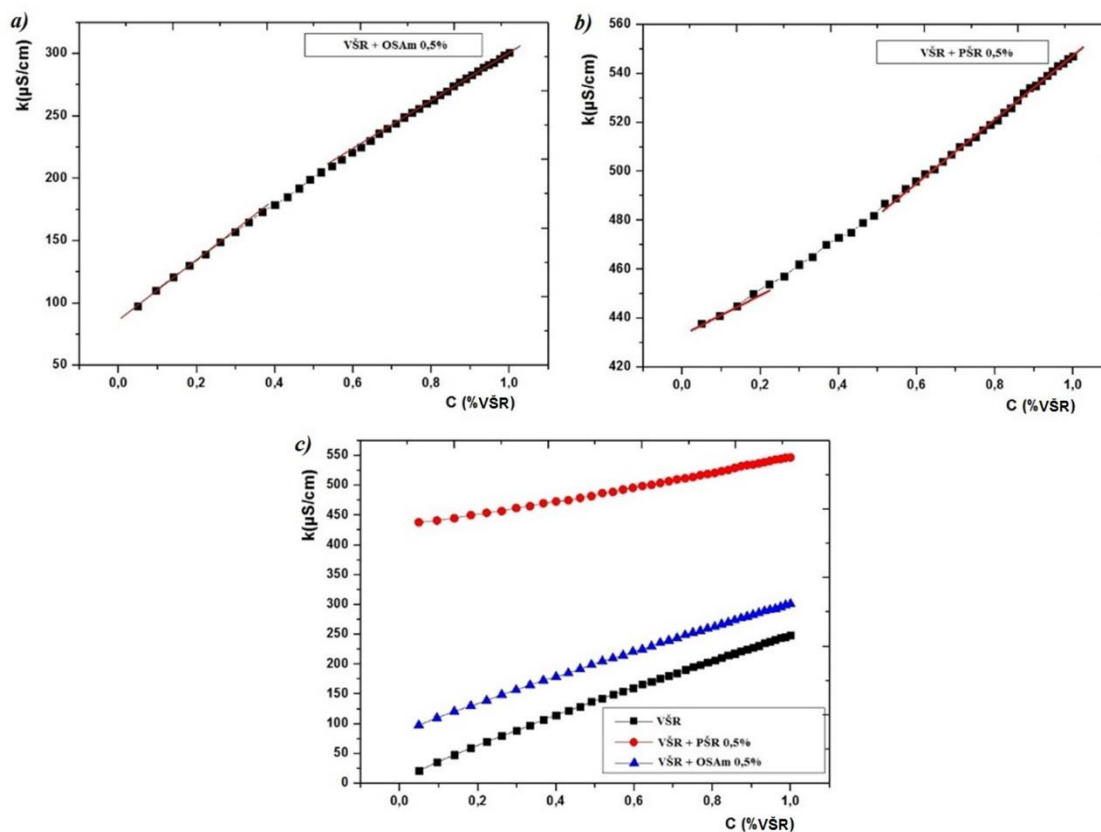 a)
VŠR + OSAm 0,5%
k(µS/cm)
300
250
200
150
100
50
0,0 0,2 0,4 0,6 0,8 1,0
C (%VŠR)
b)
VŠR + PŠR 0,5%
k(µS/cm)
560
540
520
500
480
460
440
420
0,0 0,2 0,4 0,6 0,8 1,0
C (%VŠR)
c)
k(µS/cm)
550
500
450
400
350
300
250
200
150
100
50
0
VŠR
VŠR + PŠR 0,5%
VŠR + OSAm 0,5%
0,0 0,2 0,4 0,6 0,8 1,0
C (%VŠR)